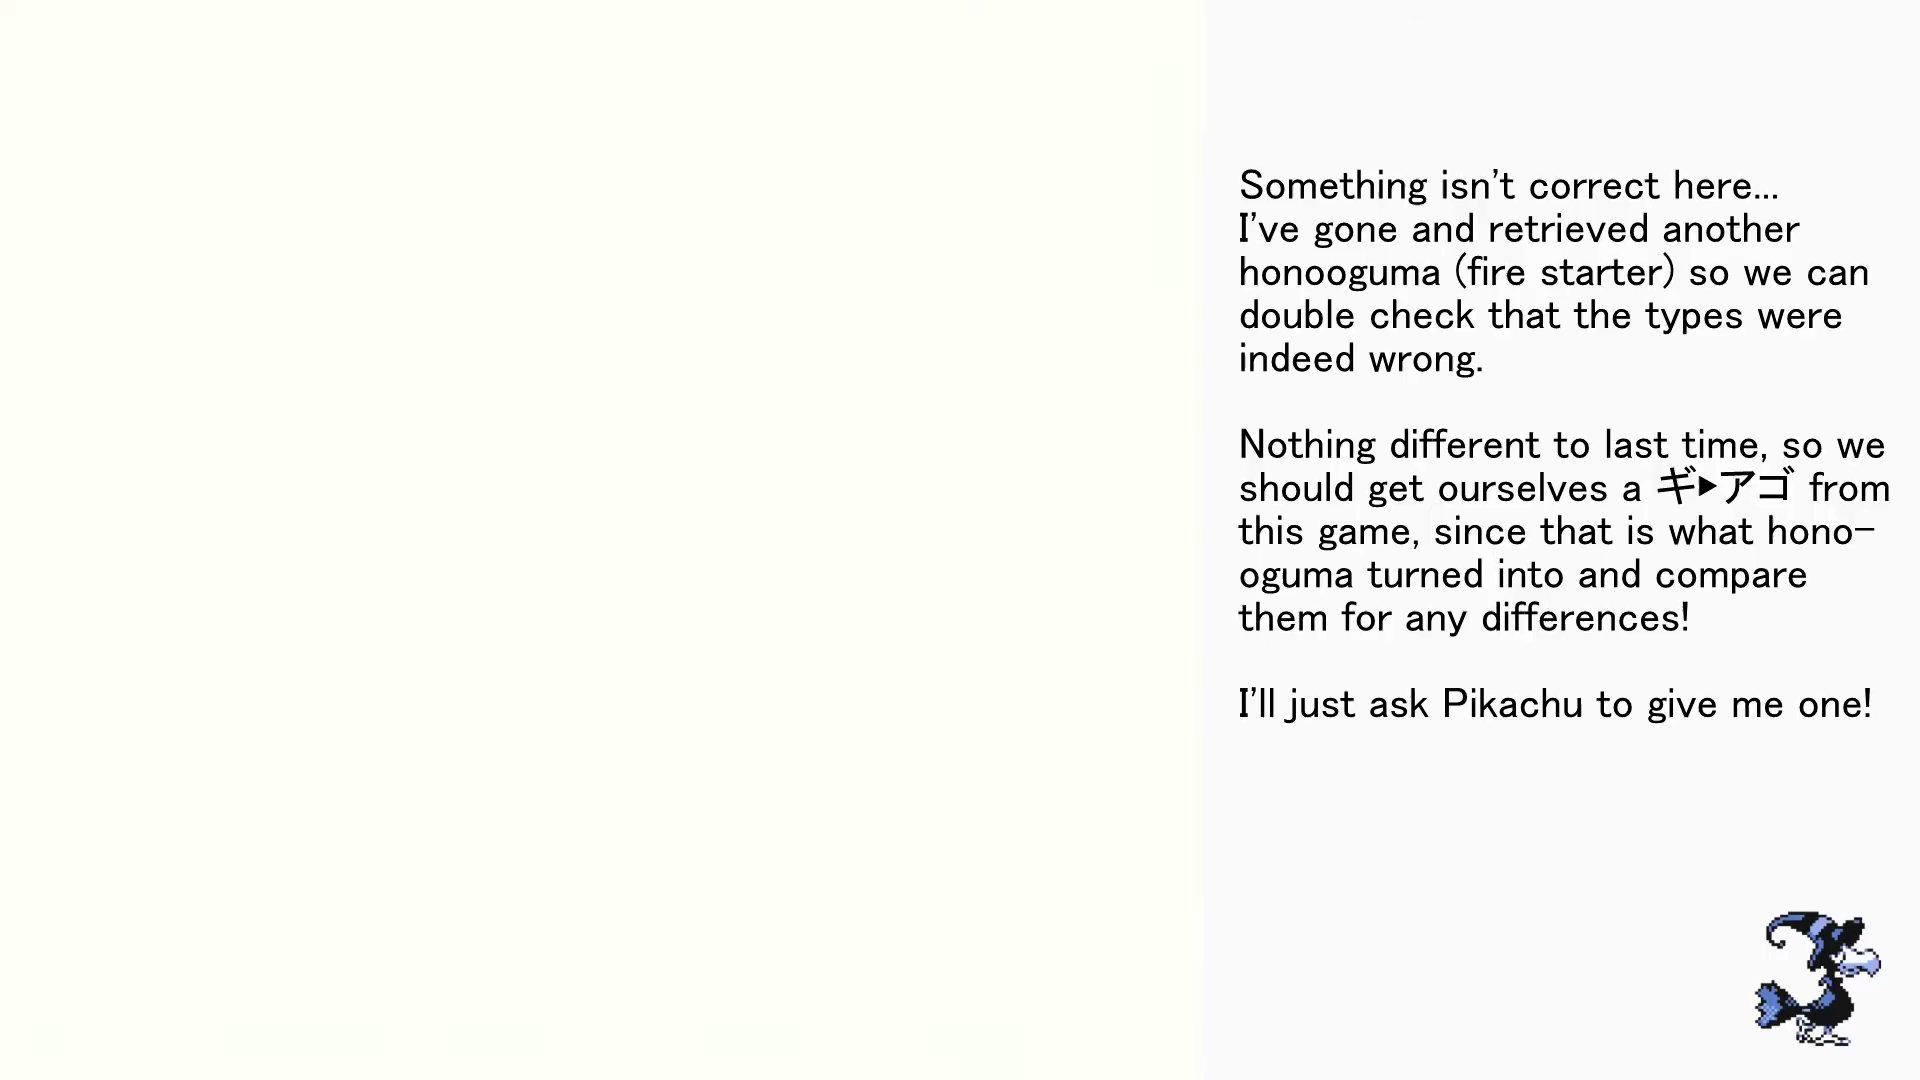 Something isn't correct here...
I've gone and retrieved another
honooguma (fire starter) so we can
double check that the types were
indeed wrong.
Nothing different to last time, so we
should get ourselves a ギ▶アゴ from
this game, since that is what hono-
oguma turned into and compare
them for any differences!
I'll just ask Pikachu to give me one!